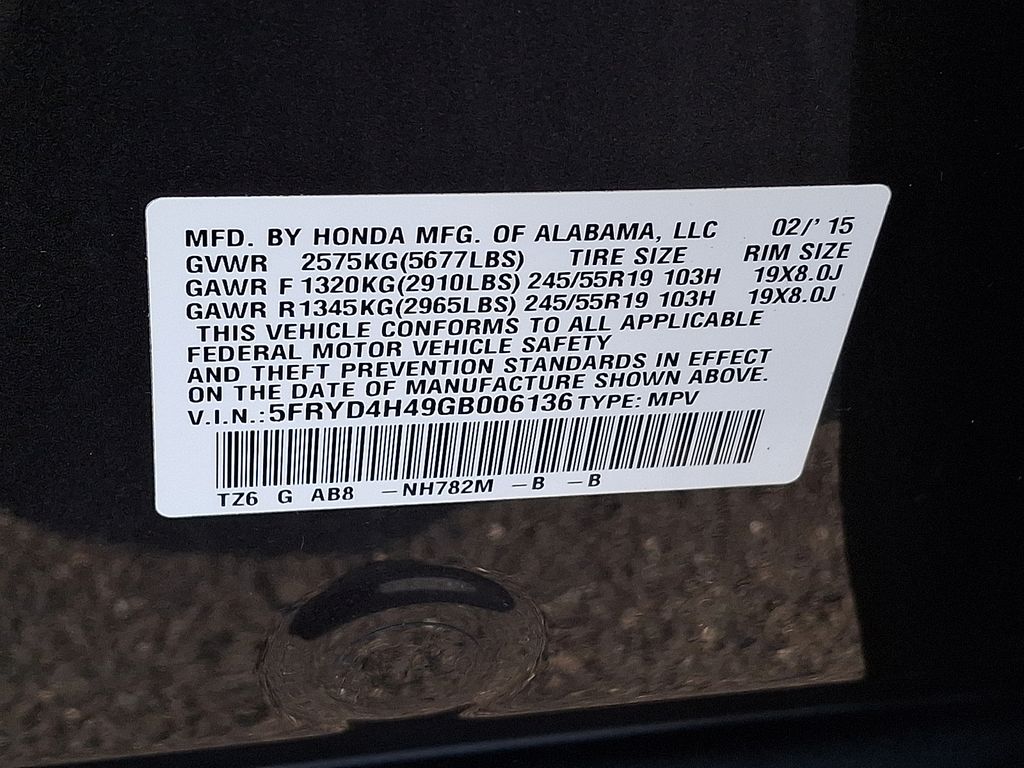 MFD. BY HONDA MFG. OF ALABAMA, LLC 02/' 15
GVWR 2575KG(5677LBS) TIRE SIZE RIM SIZE
GAWR F 1320KG(2910LBS) 245/55R19 103H 19X8.0J
GAWR R1345KG(2965LBS) 245/55R19 103H 19X8.0J
THIS VEHICLE CONFORMS TO ALL APPLICABLE
FEDERAL MOTOR VEHICLE SAFETY
AND THEFT PREVENTION STANDARDS IN EFFECT
ON THE DATE OF MANUFACTURE SHOWN ABOVE.
V.I.N.:5FRYD4H49GB006136 TYPE: MPV
TZ6 G AB8 -NH782M -B -B